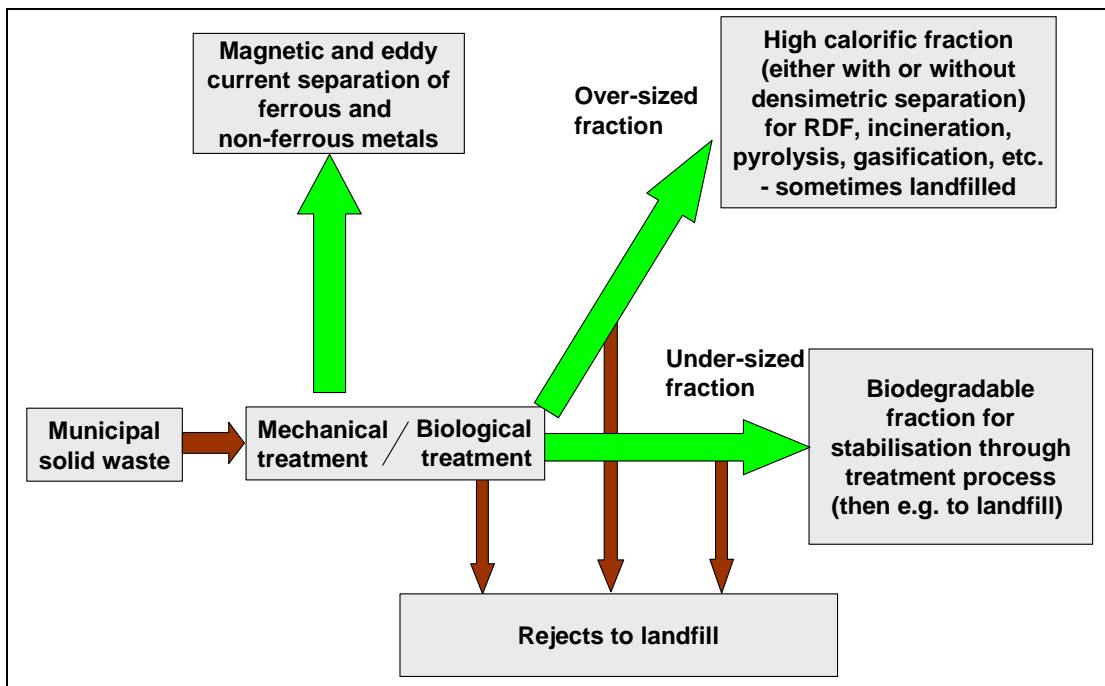 Magnetic and eddy
current separation of
ferrous and
non-ferrous metals
Over-sized
fraction
High calorific fraction
(either with or without
densimetric separation)
for RDF, incineration,
pyrolysis, gasification, etc.
- sometimes landfilled
Under-sized
fraction
Municipal
solid waste
Mechanical
treatment
/
Biological
treatment
Biodegradable
fraction for
stabilisation through
treatment process
(then e.g. to landfill)
Rejects to landfill